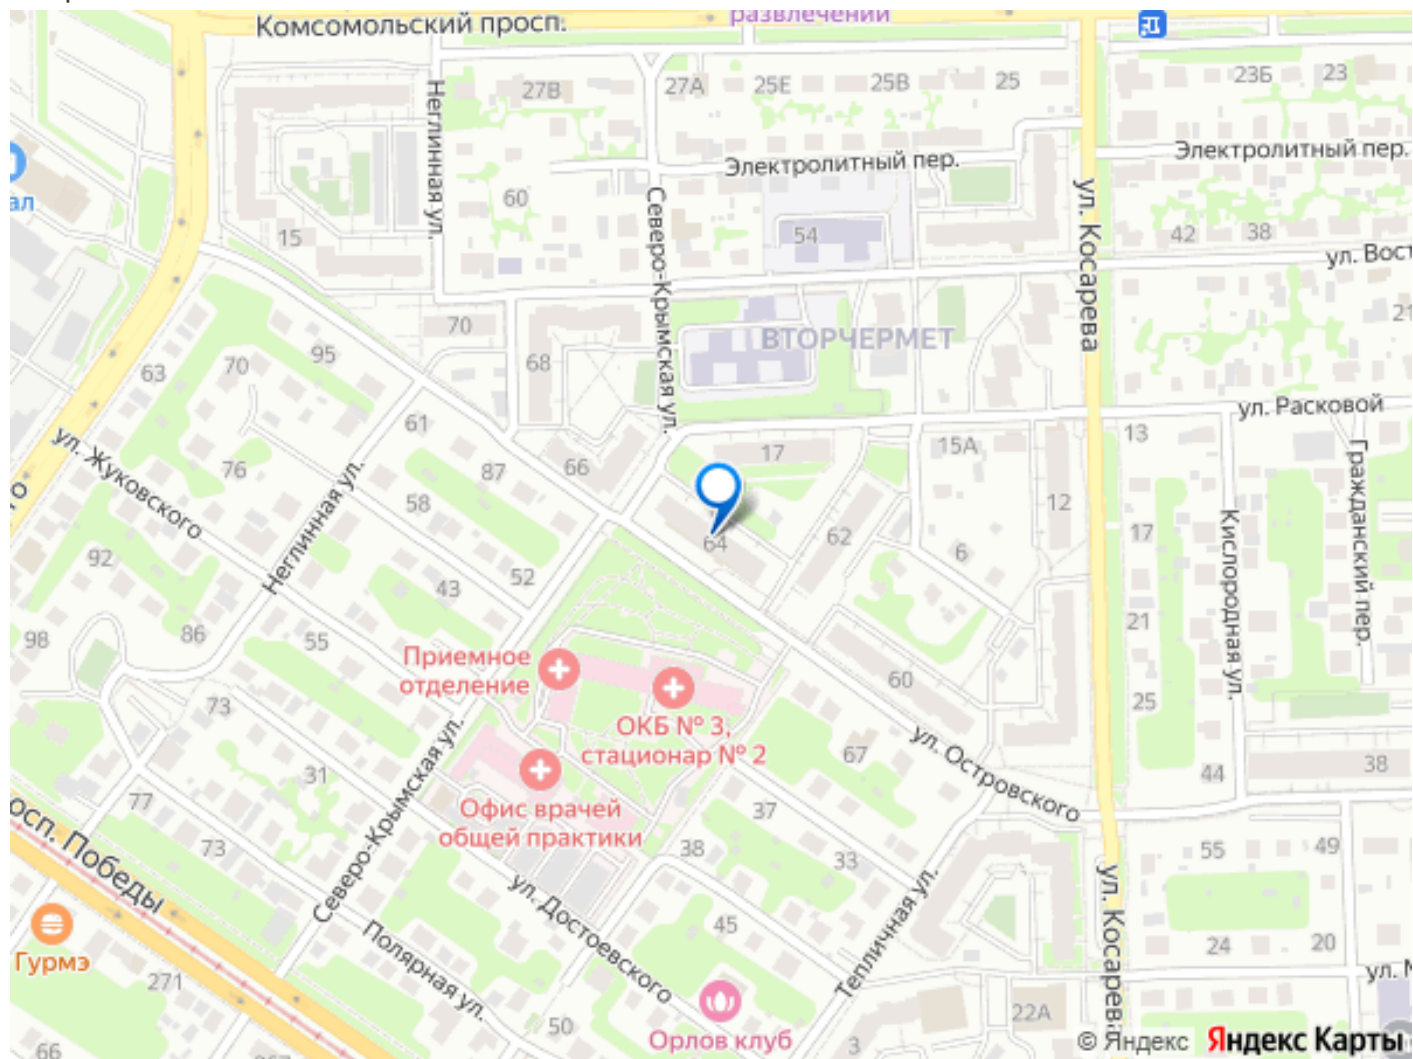 развлечений
Комсомольский просп.
27В
27А
25Е
25В
25
23Б
23
Неглинная ул.
Электролитный пер.
Электролитный пер.
ал
60
Северо-Крымская ул.
ул. Косарева
15
54
42
38
ул. Вост
70
68
ВТОРЧЕРМЕТ
21
95
70
63
61
ул. Расковой
13
15А
17
87
66
76
58
ул. Жуковского
Неглинная ул.
Гражданский пер.
12
17
Кислородная ул.
64
62
6
92
52
43
98
86
55
21
Приемное
отделение
60
25
73
ОКБ № 3,
стационар № 2
67
ул. Островского
44
38
31
77
Северо-Крымская ул.
Офис врачей
общей практики
37
73
38
33
55
49
осп. Победы
ул. Достоевского
Тепличная ул.
ул. Косарева
45
24
20
Гурмэ
271
Полярная ул.
ул. М
50
Орлов клуб
22А
3
66
© Яндекс Яндекс Карты